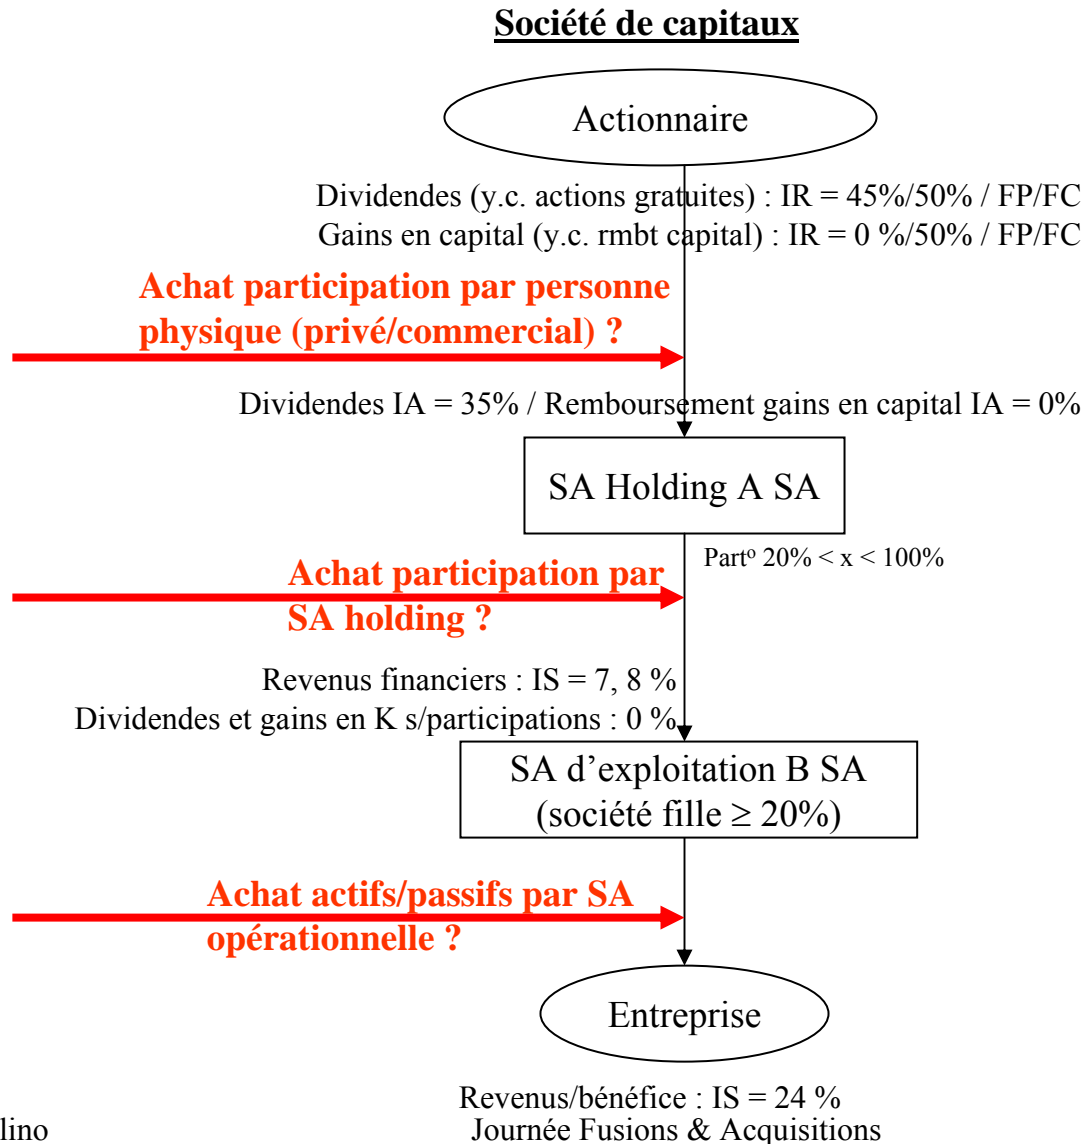 Société de capitaux
Actionnaire
Dividendes (y.c. actions gratuites) : IR = 45%/50% / FP/FC
Gains en capital (y.c. rmbt capital) : IR = 0 %/50% / FP/FC
Achat participation par personne
physique (privé/commercial) ?
Dividendes IA = 35% / Remboursement gains en capital IA = 0%
SA Holding A SA
Partº 20% < x < 100%
Achat participation par
SA holding ?
Revenus financiers : IS = 7, 8 %
Dividendes et gains en K s/participations : 0 %
SA d’exploitation B SA
(société fille ≥ 20%)
Achat actifs/passifs par SA
opérationnelle ?
Entreprise
Revenus/bénéfice : IS = 24 %
lino
Journée Fusions & Acquisitions